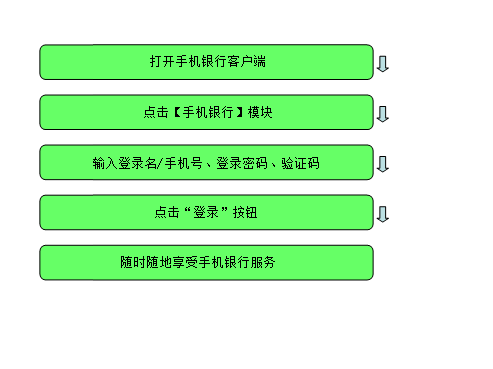 打开手机银行客户端
点击【手机银行】模块
输入登录名/手机号、登录密码、验证码
点击“登录”按钮
随时随地享受手机银行服务